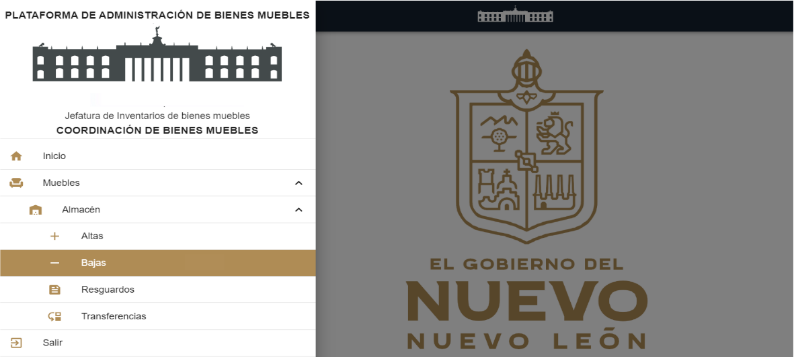 PLATAFORMA DE ADMINISTRACIÓN DE BIENES MUEBLES
Jefatura de Inventarios de bienes muebles
COORDINACIÓN DE BIENES MUEBLES
Inicio
Muebles
Almacén
Altas
Bajas
Resguardos
Transferencias
Salir
EL GOBIERNO DEL
NUEVO
NUEVO LEÓN